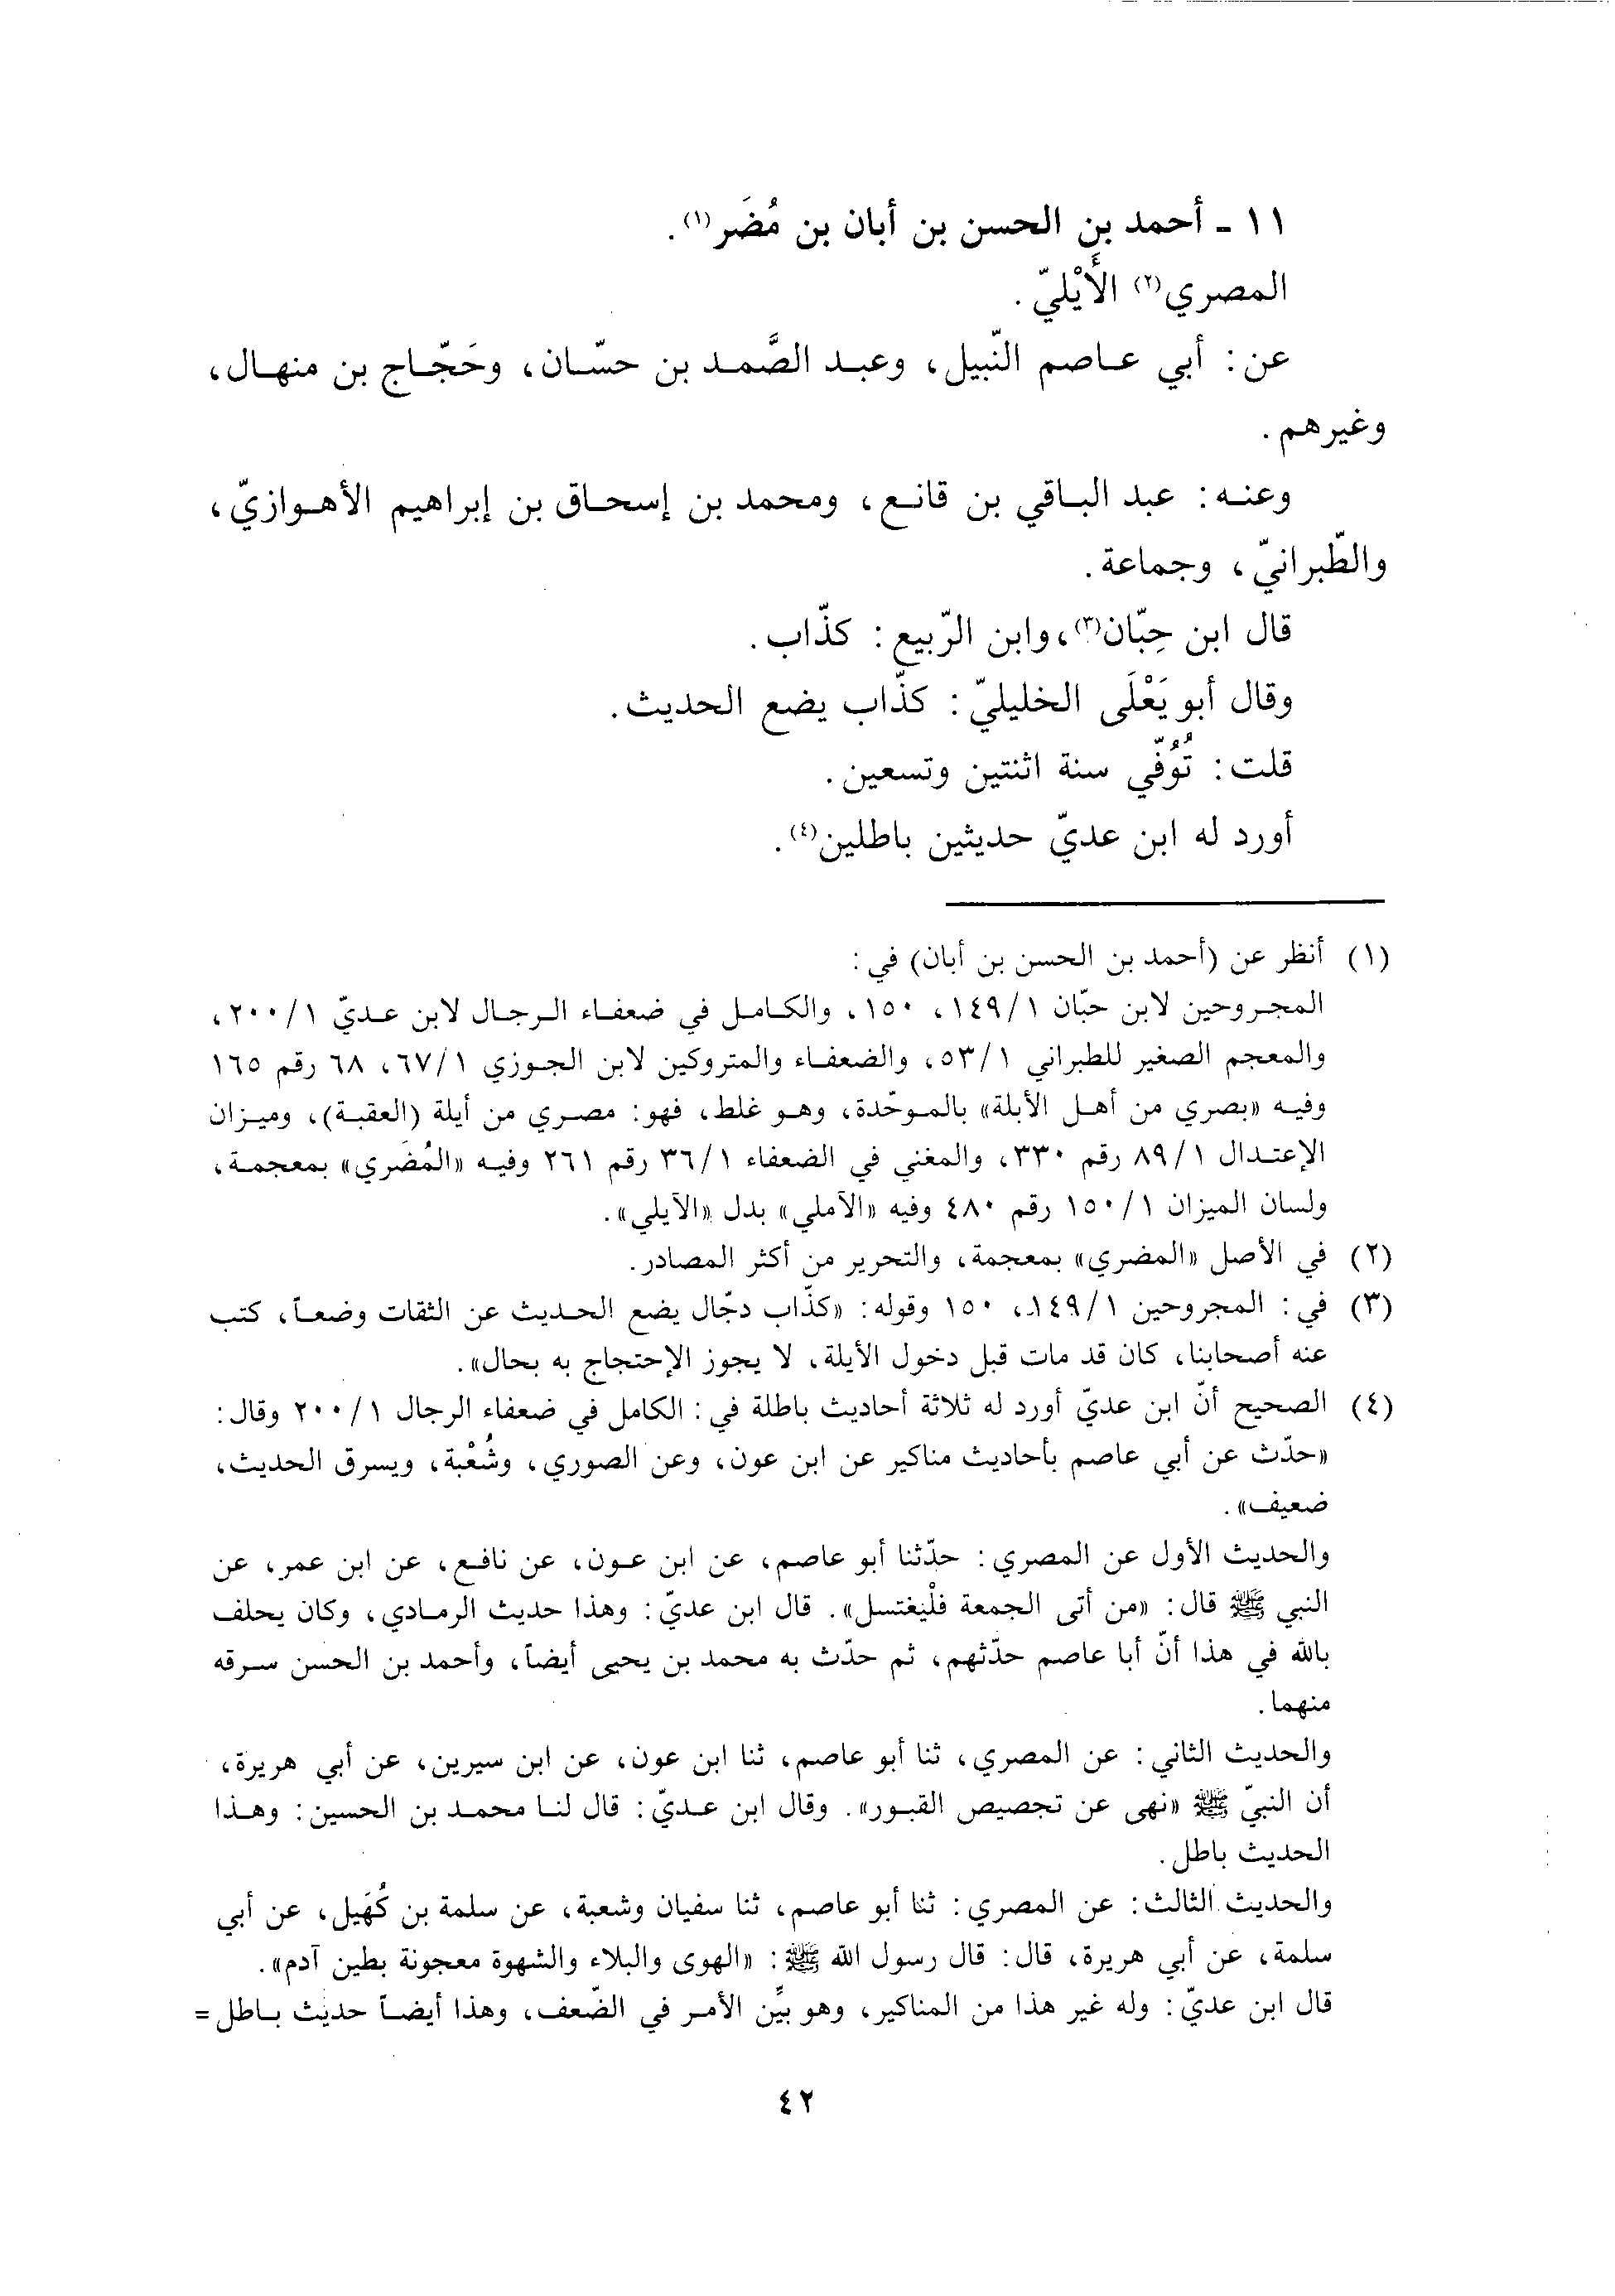 ١١ - أحمد بن الحسن بن أبان بن مُضَر(١).
المصري(٢) الأَيْليّ.
عن: أبي عاصم النّبيل، وعبد الصَّمد بن حسّان، وحَجّاج بن منهال،
وغيرهم.
وعنه: عبد الباقي بن قانع، ومحمد بن إسحاق بن إبراهيم الأهوازيّ،
والطّبرانيّ، وجماعة.
قال ابن حِبّان(٣)، وابن الرّبيع: كذّاب.
وقال أبو يَعْلَى الخليليّ: كذّاب يضع الحديث.
قلت: تُوُفّي سنة اثنتين وتسعين.
أورد له ابن عديّ حديثين باطلين(٤).
(١) أنظر عن (أحمد بن الحسن بن أبان) في:
المجروحين لابن حبّان ١/١٤٩، ١٥٠، والكامل في ضعفاء الرجال لابن عديّ ١/٢٠٠،
والمعجم الصغير للطبراني ١/٥٣، والضعفاء والمتروكين لابن الجوزي ١/٦٧، ٦٨ رقم ١٦٥
وفيه «بصري من أهل الأبلة» بالموحّدة، وهو غلط، فهو: مصري من أيلة (العقبة)، وميزان
الإعتدال ١/٨٩ رقم ٣٣٠، والمغني في الضعفاء ١/٣٦ رقم ٢٦١ وفيه «المُضَري» بمعجمة،
ولسان الميزان ١/١٥٠ رقم ٤٨٠ وفيه «الآملي» بدل «الآيلي».
(٢) في الأصل «المضري» بمعجمة، والتحرير من أكثر المصادر.
(٣) في: المجروحين ١/١٤٩، ١٥٠ وقوله: «كذّاب دجّال يضع الحديث عن الثقات وضعاً، كتب
عنه أصحابنا، كان قد مات قبل دخول الأيلة، لا يجوز الإحتجاج به بحال».
(٤) الصحيح أنّ ابن عديّ أورد له ثلاثة أحاديث باطلة في: الكامل في ضعفاء الرجال ١/٢٠٠ وقال:
«حدّث عن أبي عاصم بأحاديث مناكير عن ابن عون، وعن الصوري، وشُعْبة، ويسرق الحديث،
ضعيف».
والحديث الأول عن المصري: حدّثنا أبو عاصم، عن ابن عون، عن نافع، عن ابن عمر، عن
النبي ﷺ قال: «من أتى الجمعة فلْيغتسل». قال ابن عديّ: وهذا حديث الرمادي، وكان يحلف
بالله في هذا أنّ أبا عاصم حدّثهم، ثم حدّث به محمد بن يحيى أيضاً، وأحمد بن الحسن سرقه
منهما.
والحديث الثاني: عن المصري، ثنا أبو عاصم، ثنا ابن عون، عن ابن سيرين، عن أبي هريرة،
أن النبيّ ﷺ «نهى عن تجصيص القبور». وقال ابن عديّ: قال لنا محمد بن الحسين: وهذا
الحديث باطل.
والحديث الثالث: عن المصري: ثنا أبو عاصم، ثنا سفيان وشعبة، عن سلمة بن كُهَيل، عن أبي
سلمة، عن أبي هريرة، قال: قال رسول الله ﷺ: «الهوى والبلاء والشهوة معجونة بطين آدم».
قال ابن عديّ: وله غير هذا من المناكير، وهو بيِّن الأمر في الضّعف، وهذا أيضاً حديث باطل =
٤٢